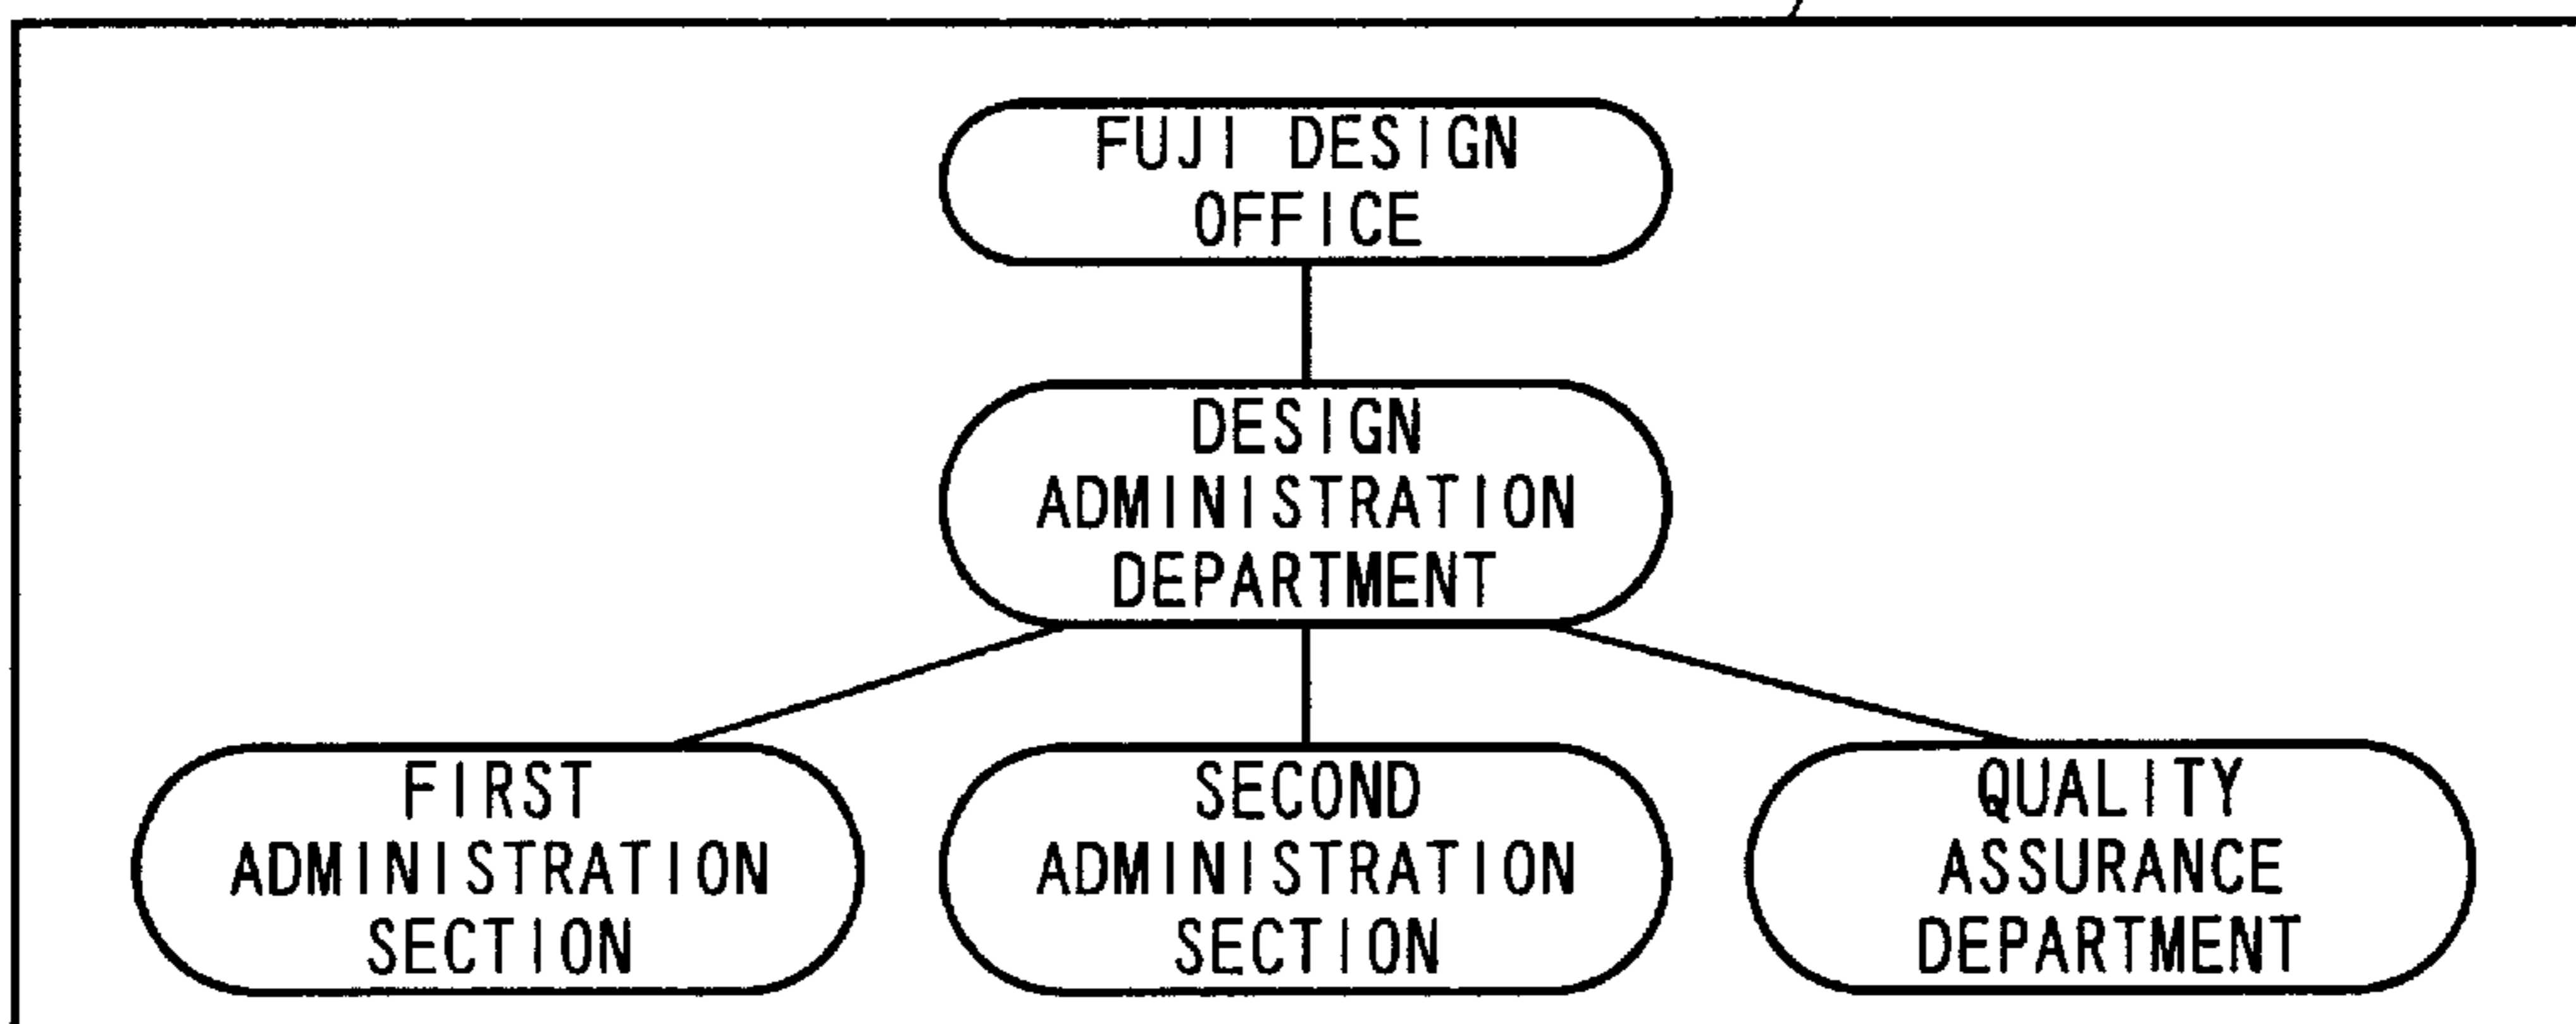 FUJI DESIGN
OFFICE
DESIGN
ADMINISTRATION
DEPARTMENT
FIRST
ADMINISTRATION
SECTION
SECOND
ADMINISTRATION
SECTION
QUALITY
ASSURANCE
DEPARTMENT